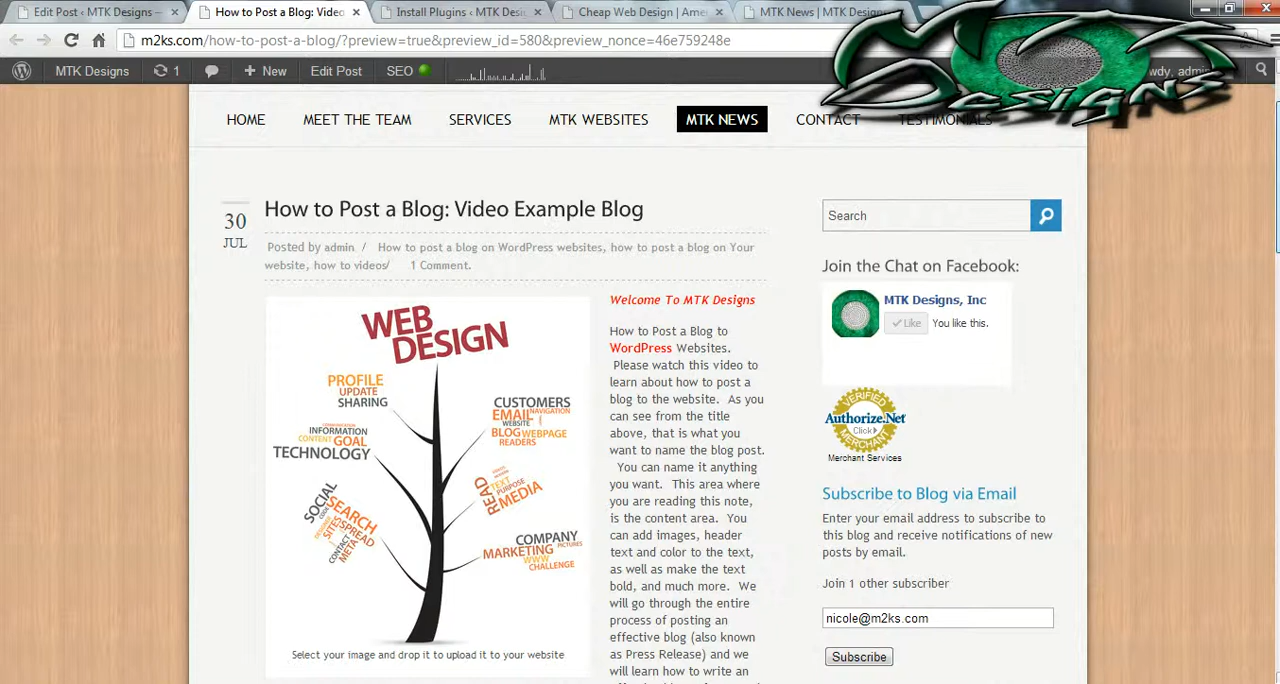 Edit Post ‹ MTK Designs –
How to Post a Blog: Video
Install Plugins ‹ MTK Desi
Cheap Web Design | Ame
MTK News | MTK Design
m2ks.com/how-to-post-a-blog/?preview=true&preview_id=580&preview_nonce=46e759248e
MTK Designs
1
New
Edit Post
SEO
wdy, admi
Designs
HOME
MEET THE TEAM
SERVICES
MTK WEBSITES
MTK NEWS
CONTACT
TESTIMONIALS
30
JUL
How to Post a Blog: Video Example Blog
Posted by admin / How to post a blog on WordPress websites, how to post a blog on Your
website, how to videos/ 1 Comment.
WEB
DESIGN
PROFILE
UPDATE
SHARING
INFORMATION
CONTENT GOAL
TECHNOLOGY
CUSTOMERS
EMAIL NAVIGATION
WEBSITE
BLOG WEBPAGE
READERS
SOCIAL
SEARCH
SITES SPREAD
CONTACT META
READ
TEXT
PURPOSE
MEDIA
COMPANY
MARKETING PICTURES
WWW
CHALLENGE
Select your image and drop it to upload it to your website
Welcome To MTK Designs
How to Post a Blog to
WordPress Websites.
Please watch this video to
learn about how to post a
blog to the website. As you
can see from the title
above, that is what you
want to name the blog post.
You can name it anything
you want. This area where
you are reading this note,
is the content area. You
can add images, header
text and color to the text,
as well as make the text
bold, and much more. We
will go through the entire
process of posting an
effective blog (also known
as Press Release) and we
will learn how to write an
Search
Join the Chat on Facebook:
MTK Designs, Inc
Like
You like this.
VERIFIED
Authorize.Net
Click
MERCHANT
Merchant Services
Subscribe to Blog via Email
Enter your email address to subscribe to
this blog and receive notifications of new
posts by email.
Join 1 other subscriber
nicole@m2ks.com
Subscribe